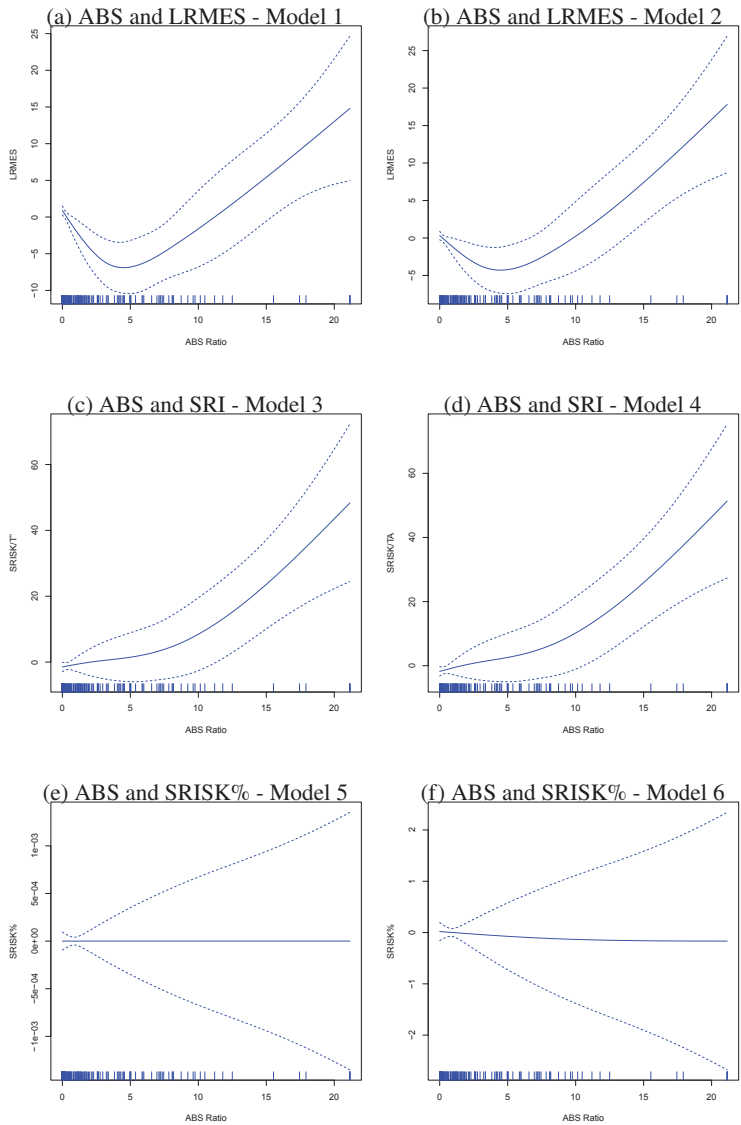 (a) ABS and LRMES - Model 1
LRMES
25
20
15
10
5
0
−5
−10
0 5 10 15 20
ABS Ratio
(b) ABS and LRMES - Model 2
LRMES
25
20
15
10
5
0
−5
0 5 10 15 20
ABS Ratio
(c) ABS and SRI - Model 3
60
40
20
0
0 5 10 15 20
ABS Ratio
(d) ABS and SRI - Model 4
SRISK/TA
60
40
20
0
0 5 10 15 20
ABS Ratio
(e) ABS and SRISK% - Model 5
SRISK%
1e−03
5e−04
0e+00
−5e−04
−1e−03
0 5 10 15 20
ABS Ratio
(f) ABS and SRISK% - Model 6
SRISK%
2
1
0
−1
−2
0 5 10 15 20
ABS Ratio